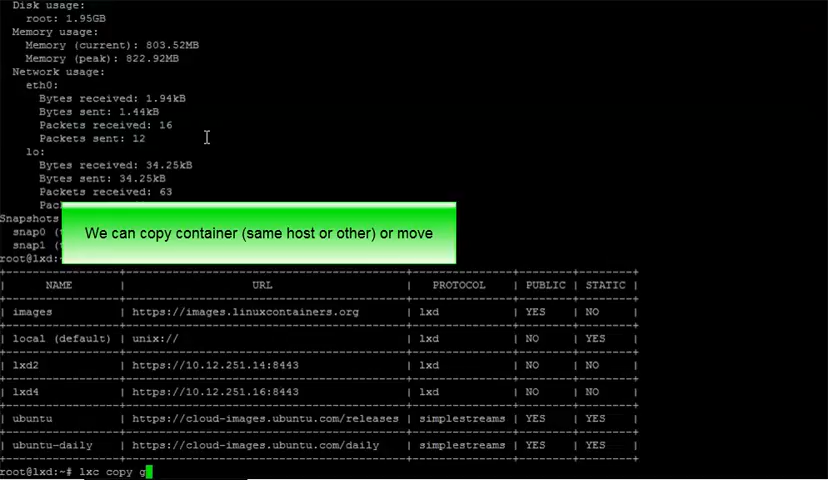 Disk usage:
root: 1.95GB
Memory usage:
Memory (current): 803.52MB
Memory (peak): 822.92MB
Network usage:
eth0:
Bytes received: 1.94kB
Bytes sent: 1.44kB
Packets received: 16
Packets sent: 12
lo:
Bytes received: 34.25kB
Bytes sent: 34.25kB
Packets received: 63
We can copy container (same host or other) or move
Snapshots
snap0 (
snap1 (
root@lxd:~
| NAME | URL | PROTOCOL | PUBLIC | STATIC |
| images | https://images.linuxcontainers.org | lxd | YES | NO |
| local (default) | unix:// | lxd | NO | YES |
| lxd2 | https://10.12.251.14:8443 | lxd | NO | NO |
| lxd4 | https://10.12.251.16:8443 | lxd | NO | NO |
| ubuntu | https://cloud-images.ubuntu.com/releases | simplestreams | YES | YES |
| ubuntu-daily | https://cloud-images.ubuntu.com/daily | simplestreams | YES | YES |
root@lxd:~# lxc copy g